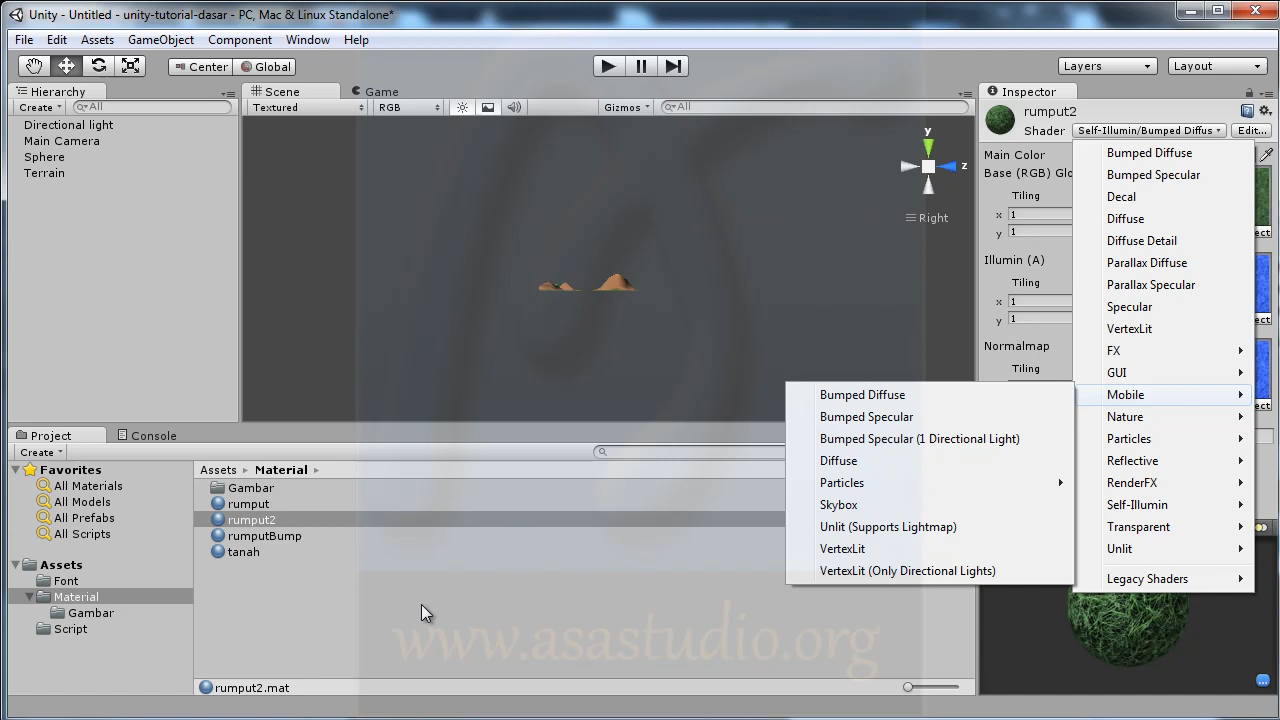 Unity - Untitled - unity-tutorial-dasar - PC, Mac & Linux Standalone*
File Edit Assets GameObject Component Window Help
Center Global Layers Layout
Hierarchy
Create All
Directional light
Main Camera
Sphere
Terrain
Scene Game
Textured RGB Gizmos All
y
z
Right
Inspector
rumput2
Shader Self-Illumin/Bumped Diffus Edit...
Main Color
Base (RGB) Glo
Tiling
x 1
y 1
ect
Illumin (A)
Tiling
x 1
y 1
ect
Normalmap
Tiling
ect
Bumped Diffuse
Bumped Specular
Decal
Diffuse
Diffuse Detail
Parallax Diffuse
Parallax Specular
Specular
VertexLit
FX
GUI
Mobile
Nature
Particles
Reflective
RenderFX
Self-Illumin
Transparent
Unlit
Legacy Shaders
Bumped Diffuse
Bumped Specular
Bumped Specular (1 Directional Light)
Diffuse
Particles
Skybox
Unlit (Supports Lightmap)
VertexLit
VertexLit (Only Directional Lights)
Project Console
Create
Favorites
All Materials
All Models
All Prefabs
All Scripts
Assets
Font
Material
Gambar
Script
Assets Material
Gambar
rumput
rumput2
rumputBump
tanah
rumput2.mat
www.asastudio.org